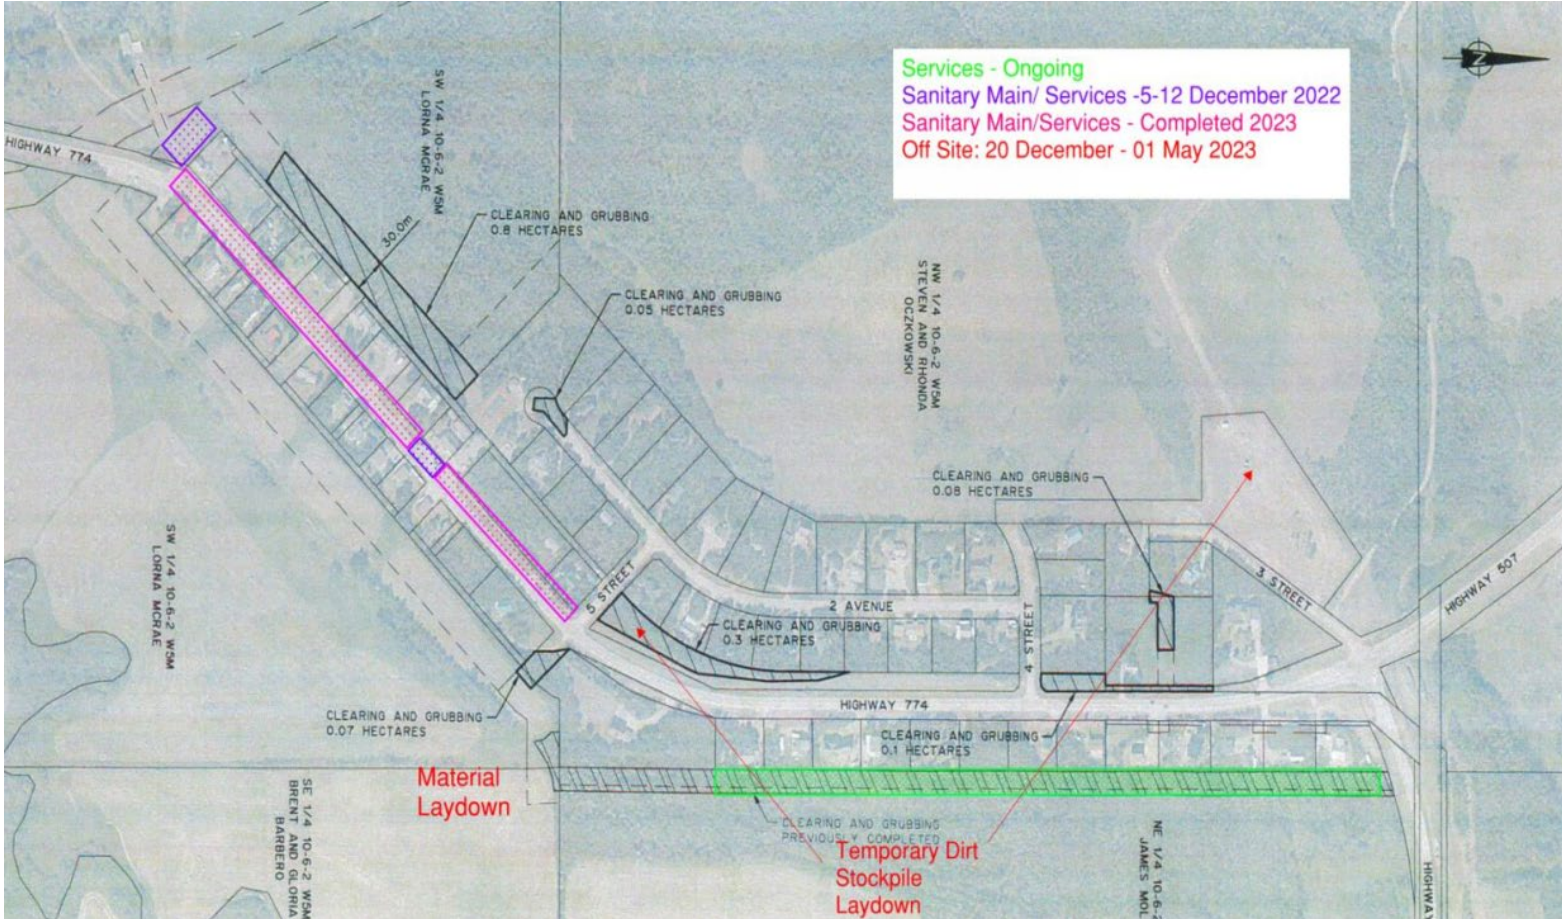 Services - Ongoing
Sanitary Main/ Services -5-12 December 2022
Sanitary Main/Services - Completed 2023
Off Site: 20 December - 01 May 2023
N
HIGHWAY 774
SW 1/4 10-6-2 W5M
LORNA MCRAE
30.0m
CLEARING AND GRUBBING
0.8 HECTARES
CLEARING AND GRUBBING
0.05 HECTARES
NW 1/4 10-6-2 W5M
STEVEN AND RHONDA
OCZKOWSKI
CLEARING AND GRUBBING
0.08 HECTARES
SW 1/4 10-6-2 W5M
LORNA MCRAE
5 STREET
2 AVENUE
4 STREET
3 STREET
HIGHWAY 507
CLEARING AND GRUBBING
0.3 HECTARES
HIGHWAY 774
CLEARING AND GRUBBING
0.07 HECTARES
CLEARING AND GRUBBING
0.1 HECTARES
Material
Laydown
SE 1/4 10-6-2 W5M
BRENT AND GLORIA
BARBERO
CLEARING AND GRUBBING
PREVIOUSLY COMPLETED
Temporary Dirt
Stockpile
Laydown
NE 1/4 10-6-2
JAMES MOL
HIGHWA